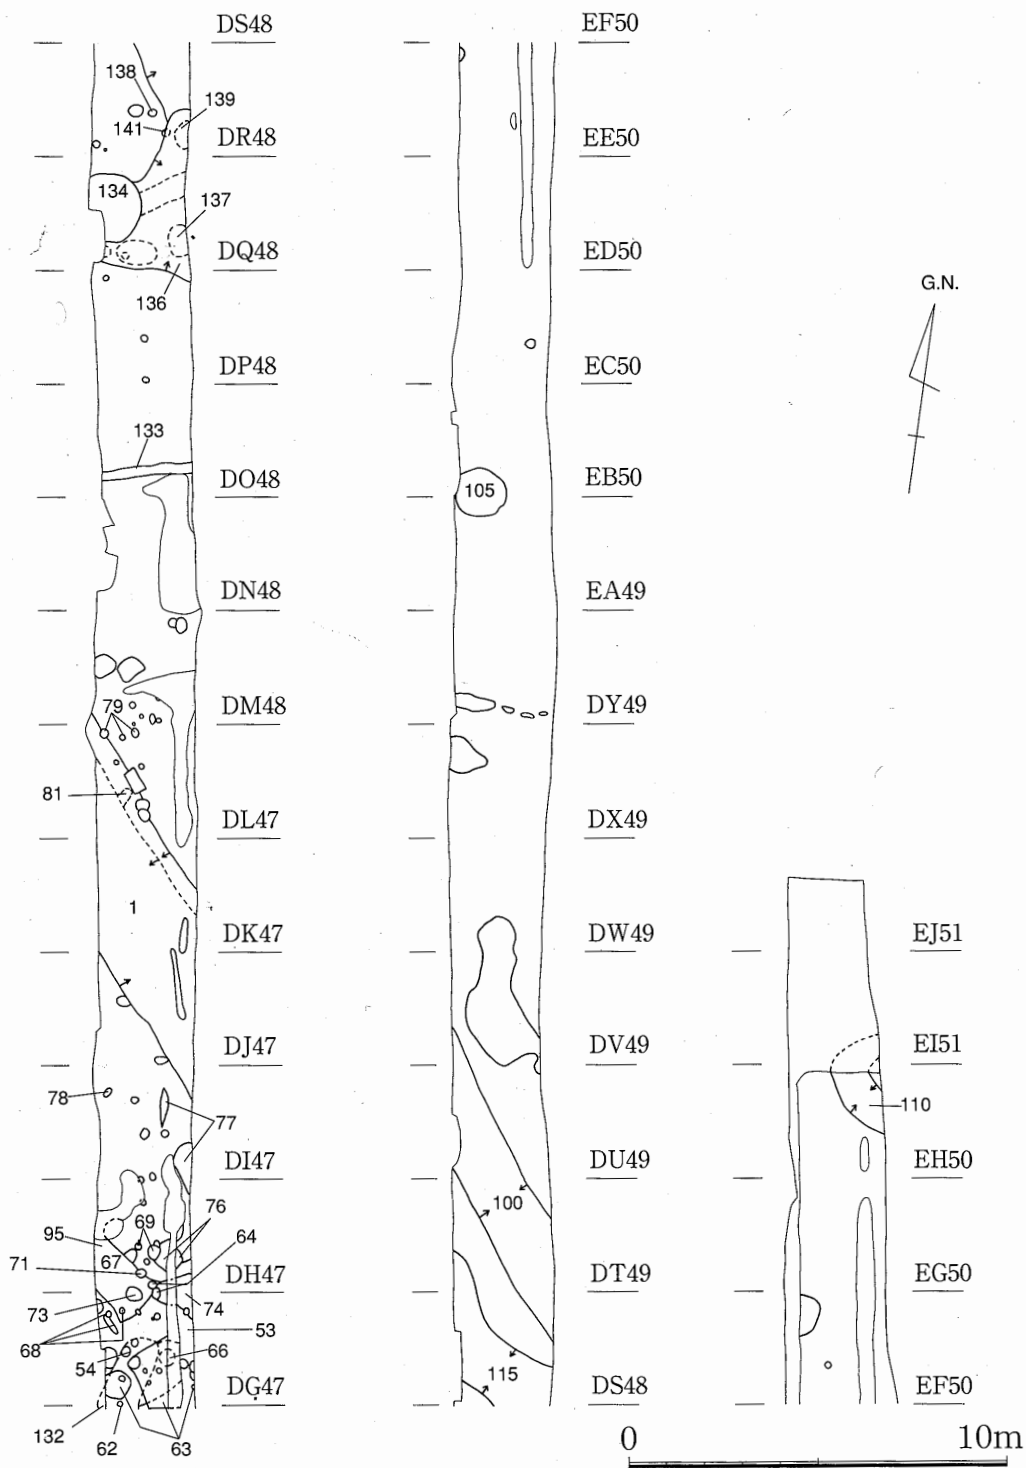 DS48
138
139
141
DR48
134
137
DQ48
136
DP48
133
DO48
DN48
DM48
79
81
DL47
1
DK47
DJ47
78
77
DI47
76
69
95
64
67
71
DH47
73
74
53
68
66
54
DG47
132
62
63
EF50
EE50
ED50
EC50
EB50
105
EA49
DY49
DX49
DW49
DV49
DU49
100
DT49
115
DS48
G.N.
EJ51
EI51
110
EH50
EG50
EF50
0 10m